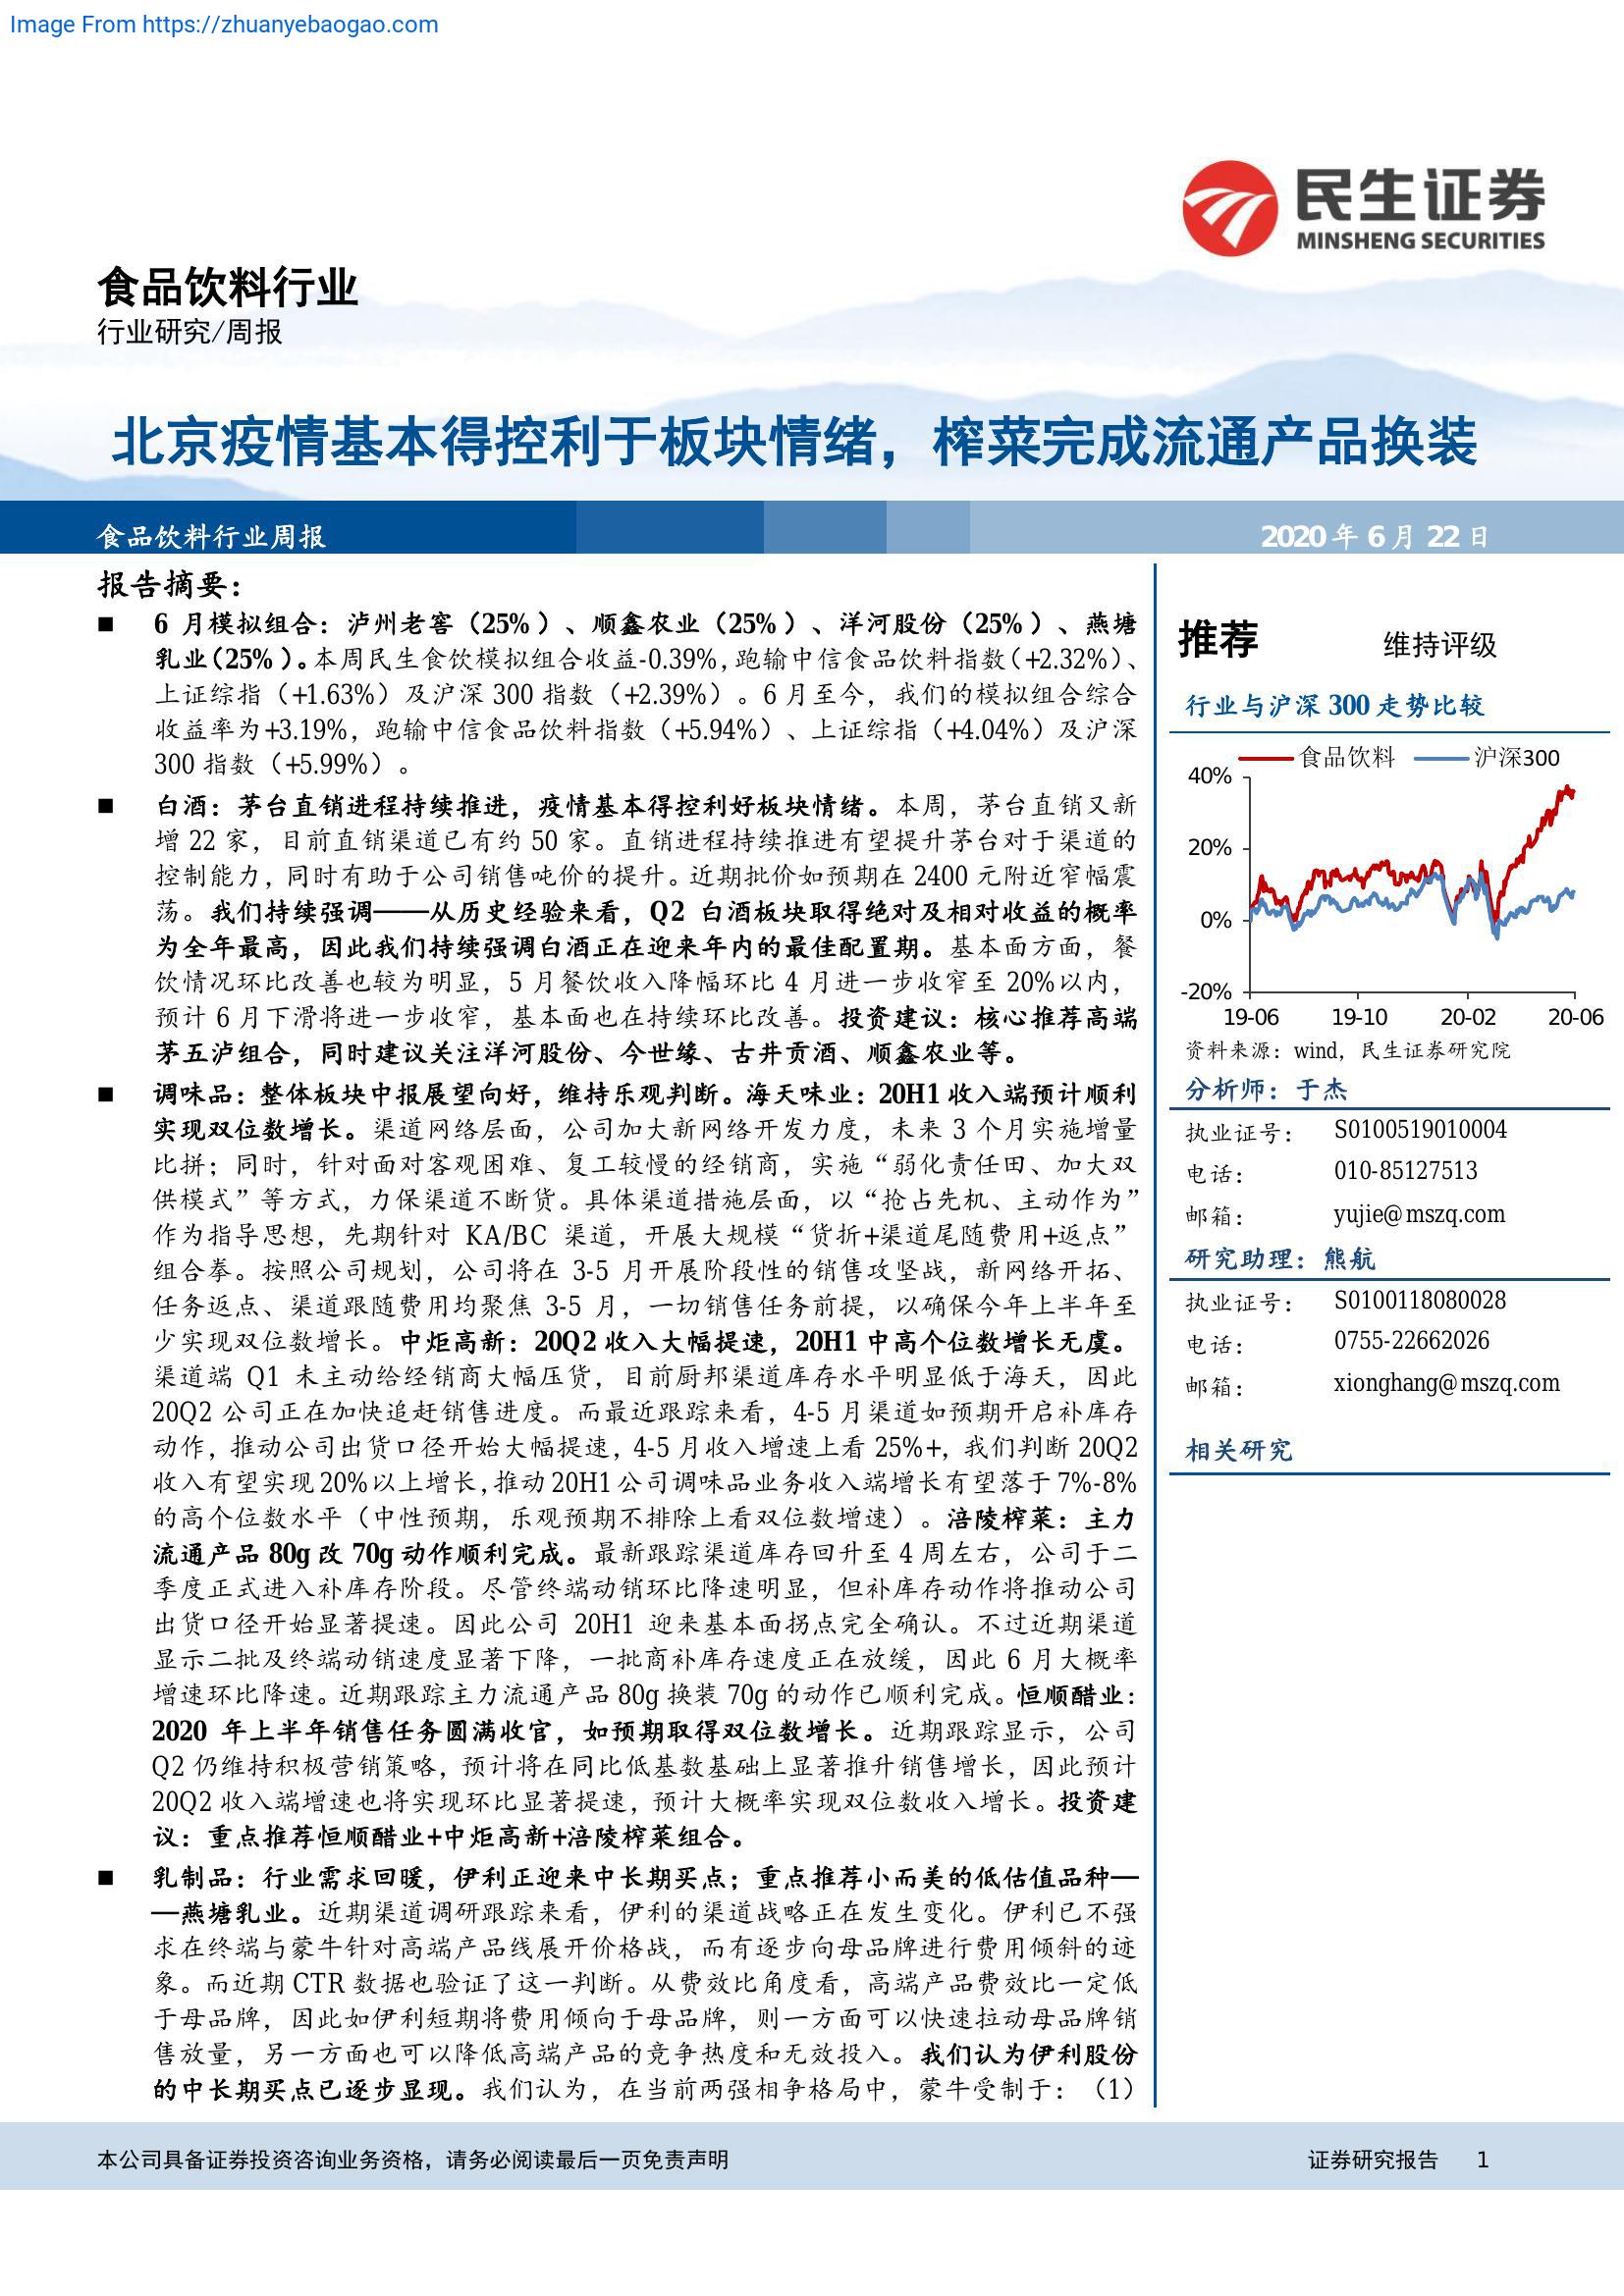 Image From https://zhuanyebaogao.com
民生证券
MINSHENG SECURITIES
食品饮料行业
行业研究/周报
北京疫情基本得控利于板块情绪，榨菜完成流通产品换装
食品饮料行业周报
2020 年 6 月 22 日
报告摘要：
■ 6 月模拟组合：泸州老窖（25%）、顺鑫农业（25%）、洋河股份（25%）、燕塘
乳业（25%）。本周民生食饮模拟组合收益-0.39%，跑输中信食品饮料指数（+2.32%）、
上证综指（+1.63%）及沪深 300 指数（+2.39%）。6 月至今，我们的模拟组合综合
收益率为+3.19%，跑输中信食品饮料指数（+5.94%）、上证综指（+4.04%）及沪深
300 指数（+5.99%）。
■ 白酒：茅台直销进程持续推进，疫情基本得控利好板块情绪。本周，茅台直销又新
增 22 家，目前直销渠道已有约 50 家。直销进程持续推进有望提升茅台对于渠道的
控制能力，同时有助于公司销售吨价的提升。近期批价如预期在 2400 元附近窄幅震
荡。我们持续强调——从历史经验来看，Q2 白酒板块取得绝对及相对收益的概率
为全年最高，因此我们持续强调白酒正在迎来年内的最佳配置期。基本面方面，餐
饮情况环比改善也较为明显，5 月餐饮收入降幅环比 4 月进一步收窄至 20%以内，
预计 6 月下滑将进一步收窄，基本面也在持续环比改善。投资建议：核心推荐高端
茅五泸组合，同时建议关注洋河股份、今世缘、古井贡酒、顺鑫农业等。
■ 调味品：整体板块中报展望向好，维持乐观判断。海天味业：20H1 收入端预计顺利
实现双位数增长。渠道网络层面，公司加大新网络开发力度，未来 3 个月实施增量
比拼；同时，针对面对客观困难、复工较慢的经销商，实施“弱化责任田、加大双
供模式”等方式，力保渠道不断货。具体渠道措施层面，以“抢占先机、主动作为”
作为指导思想，先期针对 KA/BC 渠道，开展大规模“货折+渠道尾随费用+返点”
组合拳。按照公司规划，公司将在 3-5 月开展阶段性的销售攻坚战，新网络开拓、
任务返点、渠道跟随费用均聚焦 3-5 月，一切销售任务前提，以确保今年上半年至
少实现双位数增长。中炬高新：20Q2 收入大幅提速，20H1 中高个位数增长无虞。
渠道端 Q1 未主动给经销商大幅压货，目前厨邦渠道库存水平明显低于海天，因此
20Q2 公司正在加快追赶销售进度。而最近跟踪来看，4-5 月渠道如预期开启补库存
动作，推动公司出货口径开始大幅提速，4-5 月收入增速上看 25%+，我们判断 20Q2
收入有望实现 20%以上增长，推动 20H1 公司调味品业务收入端增长有望落于 7%-8%
的高个位数水平（中性预期，乐观预期不排除上看双位数增速）。涪陵榨菜：主力
流通产品 80g 改 70g 动作顺利完成。最新跟踪渠道库存回升至 4 周左右，公司于二
季度正式进入补库存阶段。尽管终端动销环比降速明显，但补库存动作将推动公司
出货口径开始显著提速。因此公司 20H1 迎来基本面拐点完全确认。不过近期渠道
显示二批及终端动销速度显著下降，一批商补库存速度正在放缓，因此 6 月大概率
增速环比降速。近期跟踪主力流通产品 80g 换装 70g 的动作已顺利完成。恒顺醋业：
2020 年上半年销售任务圆满收官，如预期取得双位数增长。近期跟踪显示，公司
Q2 仍维持积极营销策略，预计将在同比低基数基础上显著推升销售增长，因此预计
20Q2 收入端增速也将实现环比显著提速，预计大概率实现双位数收入增长。投资建
议：重点推荐恒顺醋业+中炬高新+涪陵榨菜组合。
■ 乳制品：行业需求回暖，伊利正迎来中长期买点；重点推荐小而美的低估值品种—
—燕塘乳业。近期渠道调研跟踪来看，伊利的渠道战略正在发生变化。伊利已不强
求在终端与蒙牛针对高端产品线展开价格战，而有逐步向母品牌进行费用倾斜的迹
象。而近期 CTR 数据也验证了这一判断。从费效比角度看，高端产品费效比一定低
于母品牌，因此如伊利短期将费用倾向于母品牌，则一方面可以快速拉动母品牌销
售放量，另一方面也可以降低高端产品的竞争热度和无效投入。我们认为伊利股份
的中长期买点已逐步显现。我们认为，在当前两强相争格局中，蒙牛受制于：（1）
推荐 维持评级
行业与沪深 300 走势比较
食品饮料 沪深300
40%
20%
0%
-20%
19-06 19-10 20-02 20-06
资料来源：wind，民生证券研究院
分析师：于杰
执业证号： S0100519010004
电话： 010-85127513
邮箱： yujie@mszq.com
研究助理：熊航
执业证号： S0100118080028
电话： 0755-22662026
邮箱： xionghang@mszq.com
相关研究
本公司具备证券投资咨询业务资格，请务必阅读最后一页免责声明
证券研究报告 1